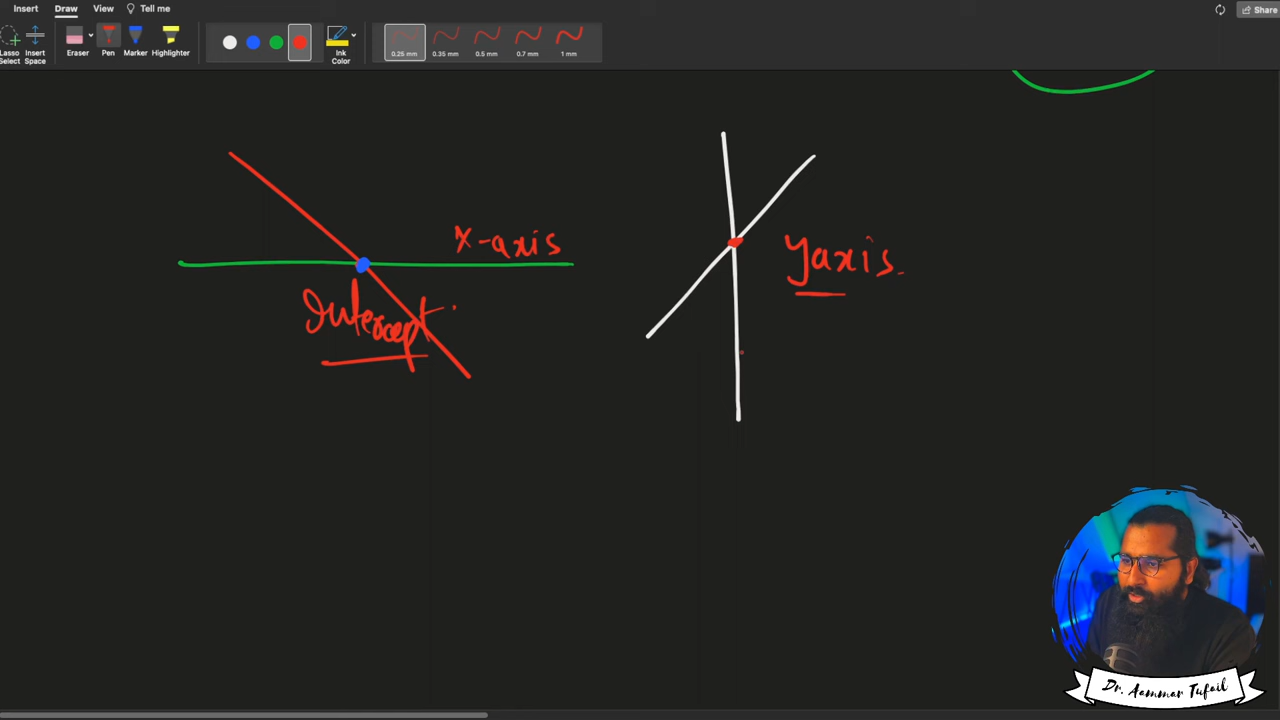 Insert Draw View Tell me
Share
Lasso Select
Insert Space
Eraser
Pen
Marker
Highlighter
Ink Color
0.25 mm
0.35 mm
0.5 mm
0.7 mm
1 mm
x-axis
Intercept
yaxis.
Dr. Aammar Tufail